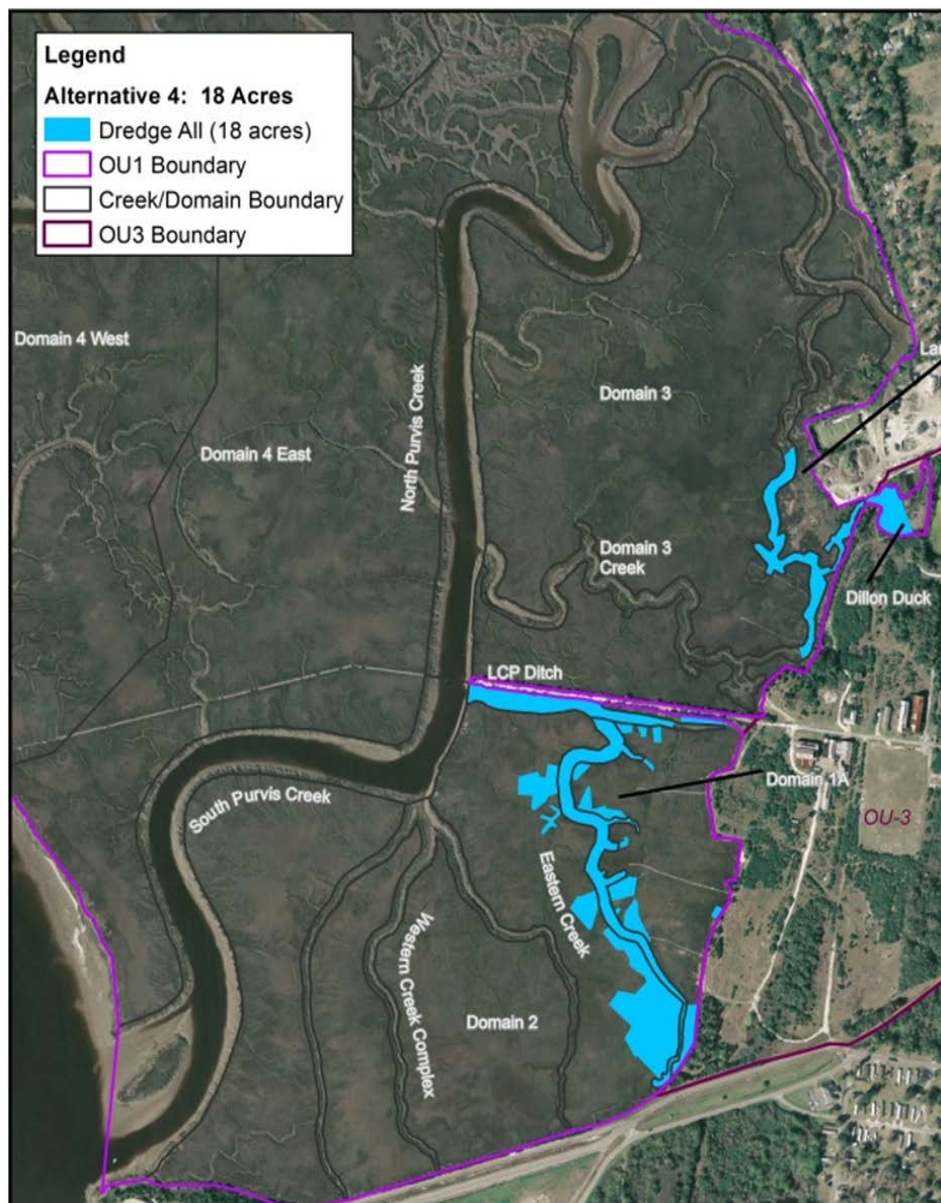 Legend
Alternative 4: 18 Acres
Dredge All (18 acres)
OU1 Boundary
Creek/Domain Boundary
OU3 Boundary
Domain 4 West
Domain 4 East
North Purvis Creek
Domain 3
Domain 3
Creek
Dillon Duck
LCP Ditch
South Purvis Creek
Domain 1A
OU-3
Eastern Creek
Western Creek Complex
Domain 2